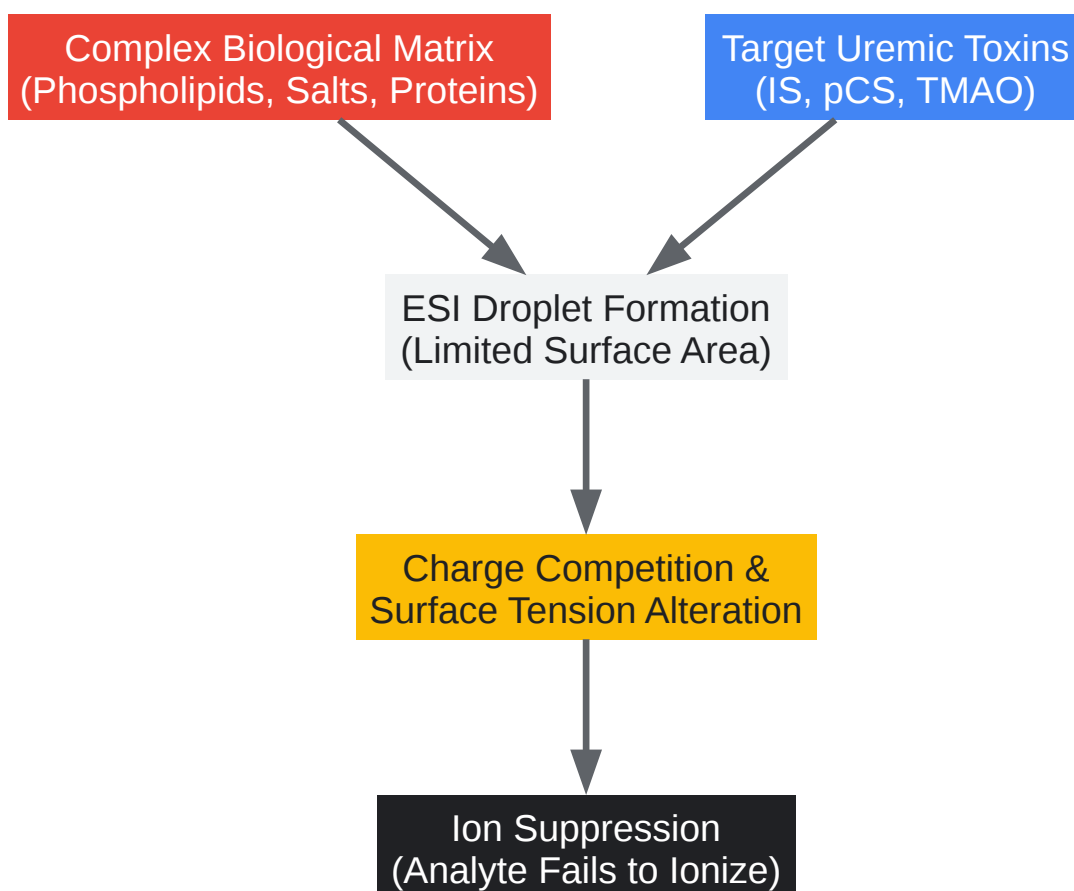 Complex Biological Matrix
(Phospholipids, Salts, Proteins)
Target Uremic Toxins
(IS, pCS, TMAO)
ESI Droplet Formation
(Limited Surface Area)
Charge Competition &
Surface Tension Alteration
Ion Suppression
(Analyte Fails to Ionize)